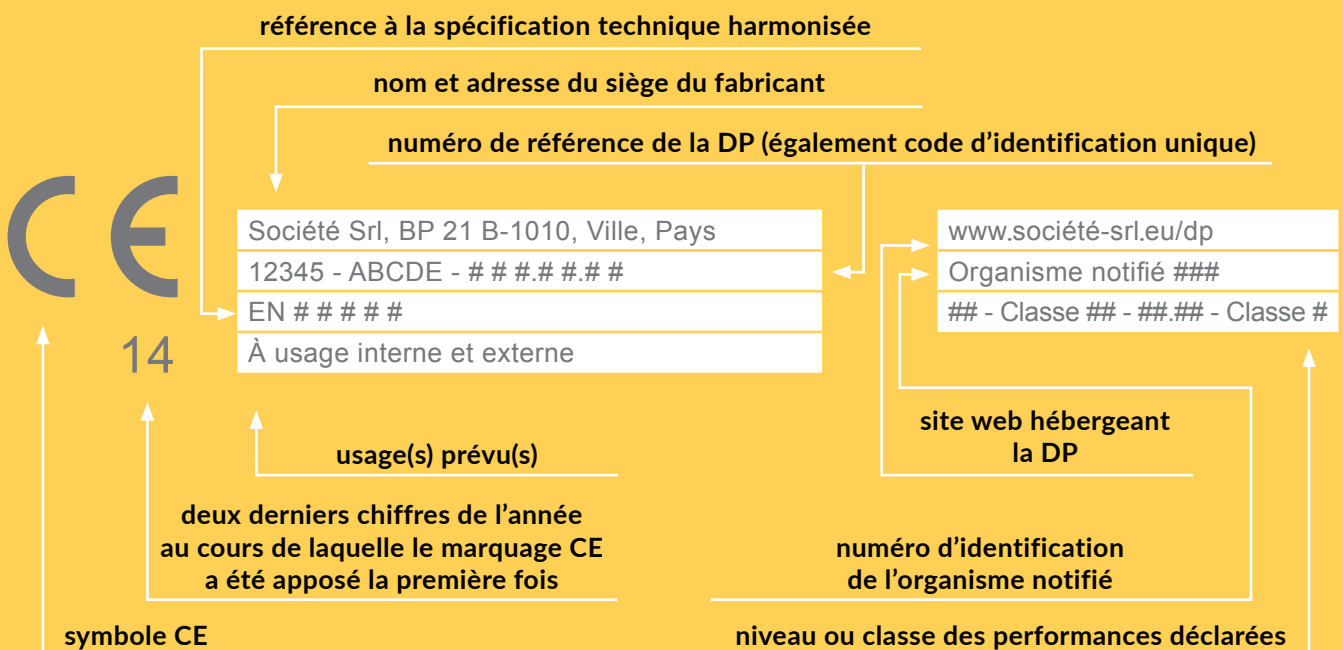 référence à la spécification technique harmonisée
nom et adresse du siège du fabricant
numéro de référence de la DP (également code d’identification unique)
CE
14
Société Srl, BP 21 B-1010, Ville, Pays
12345 - ABCDE - # # #.# #.# #
EN # # # # #
À usage interne et externe
www.société-srl.eu/dp
Organisme notifié ###
## - Classe ## - ##.## - Classe #
usage(s) prévu(s)
site web hébergeant
la DP
deux derniers chiffres de l’année
au cours de laquelle le marquage CE
a été apposé la première fois
numéro d’identification
de l’organisme notifié
symbole CE
niveau ou classe des performances déclarées